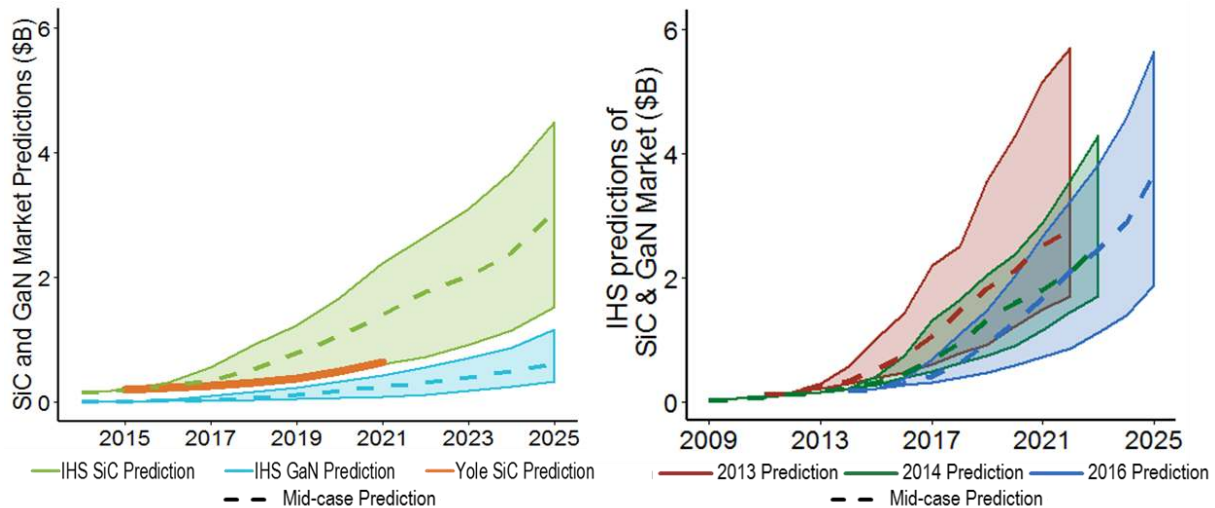 SiC and GaN Market Predictions ($B)
6
4
2
0
2015 2017 2019 2021 2023 2025
IHS SiC Prediction IHS GaN Prediction Yole SiC Prediction
Mid-case Prediction
IHS predictions of
SiC & GaN Market ($B)
6
4
2
0
2009 2013 2017 2021 2025
2013 Prediction 2014 Prediction 2016 Prediction
Mid-case Prediction